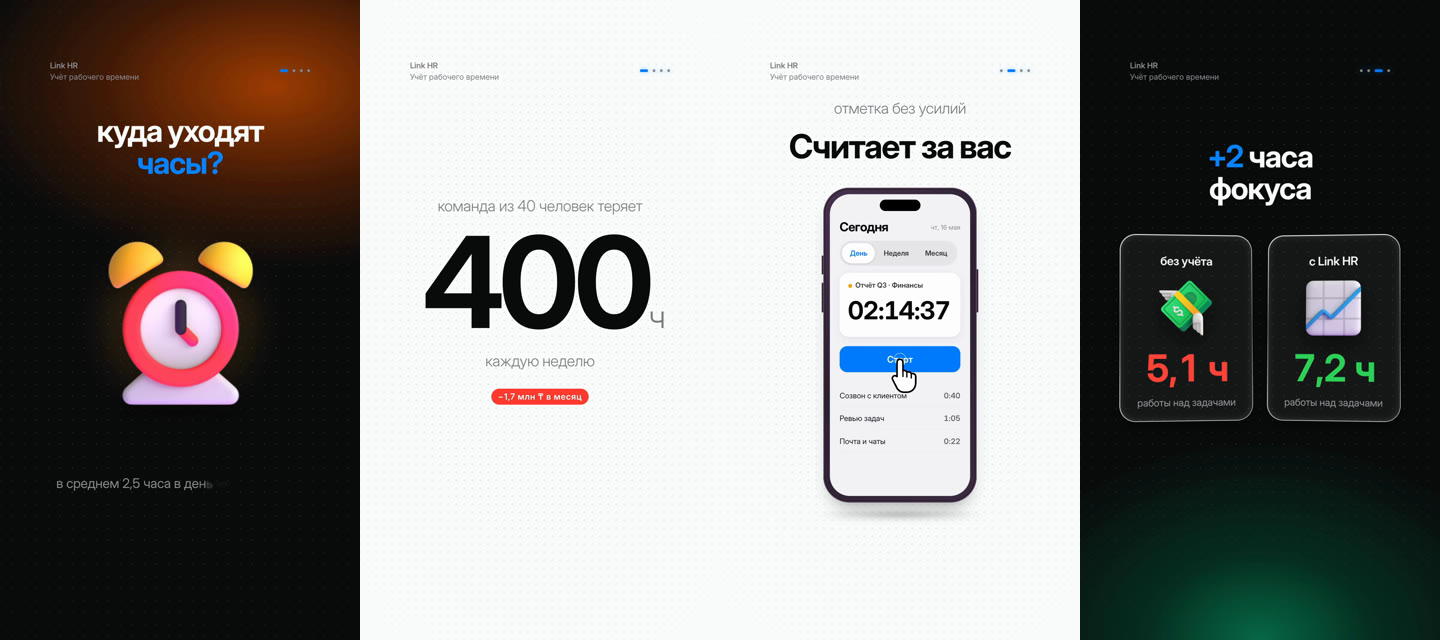 Link HR
Учёт рабочего времени
куда уходят
часы?
в среднем 2,5 часа в день
Link HR
Учёт рабочего времени
команда из 40 человек теряет
400 ч
каждую неделю
−1,7 млн ₸ в месяц
Link HR
Учёт рабочего времени
отметка без усилий
Считает за вас
Сегодня
чт, 16 мая
День
Неделя
Месяц
Отчёт Q3 · Финансы
02:14:37
Старт
Созвон с клиентом 0:40
Ревью задач 1:05
Почта и чаты 0:22
Link HR
Учёт рабочего времени
+2 часа
фокуса
без учёта
5,1 ч
работы над задачами
с Link HR
7,2 ч
работы над задачами